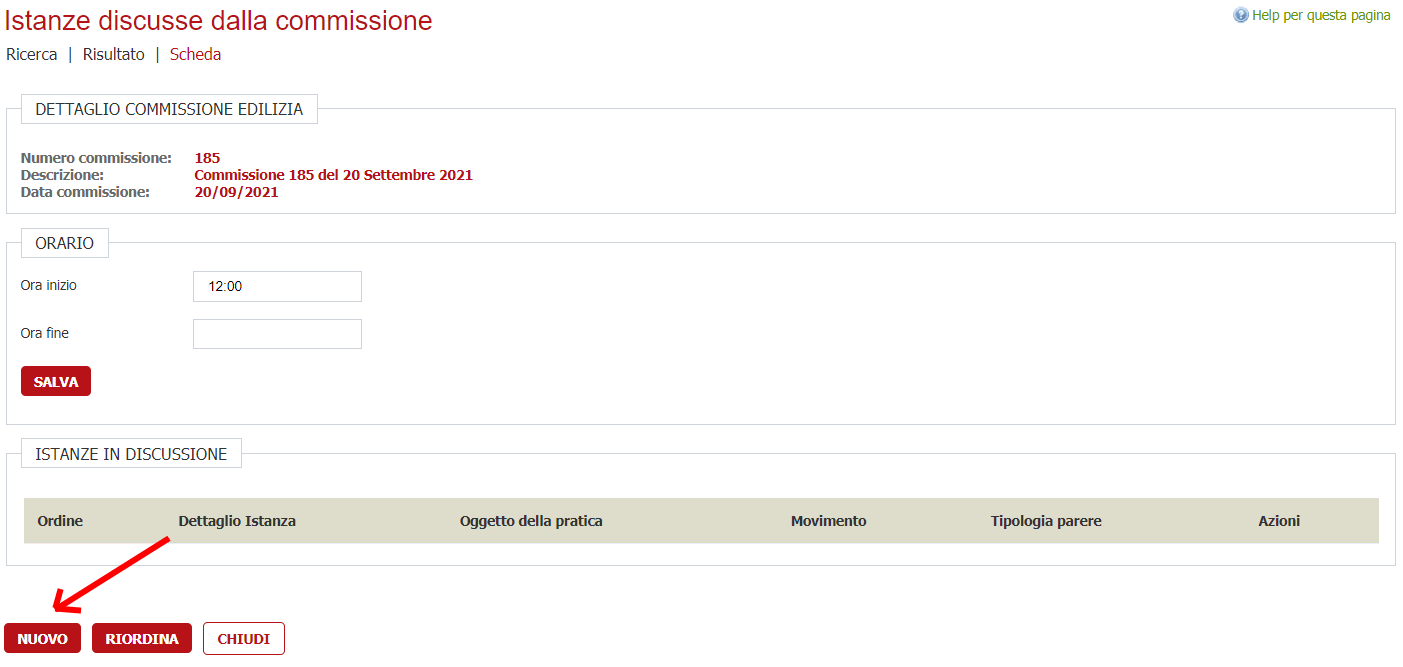 Istanze discusse dalla commissione
Help per questa pagina
Ricerca | Risultato | Scheda
DETTAGLIO COMMISSIONE EDILIZIA
Numero commissione: 185
Descrizione: Commissione 185 del 20 Settembre 2021
Data commissione: 20/09/2021
ORARIO
Ora inizio 12:00
Ora fine
SALVA
ISTANZE IN DISCUSSIONE
Ordine Dettaglio Istanza Oggetto della pratica Movimento Tipologia parere Azioni
NUOVO RIORDINA CHIUDI